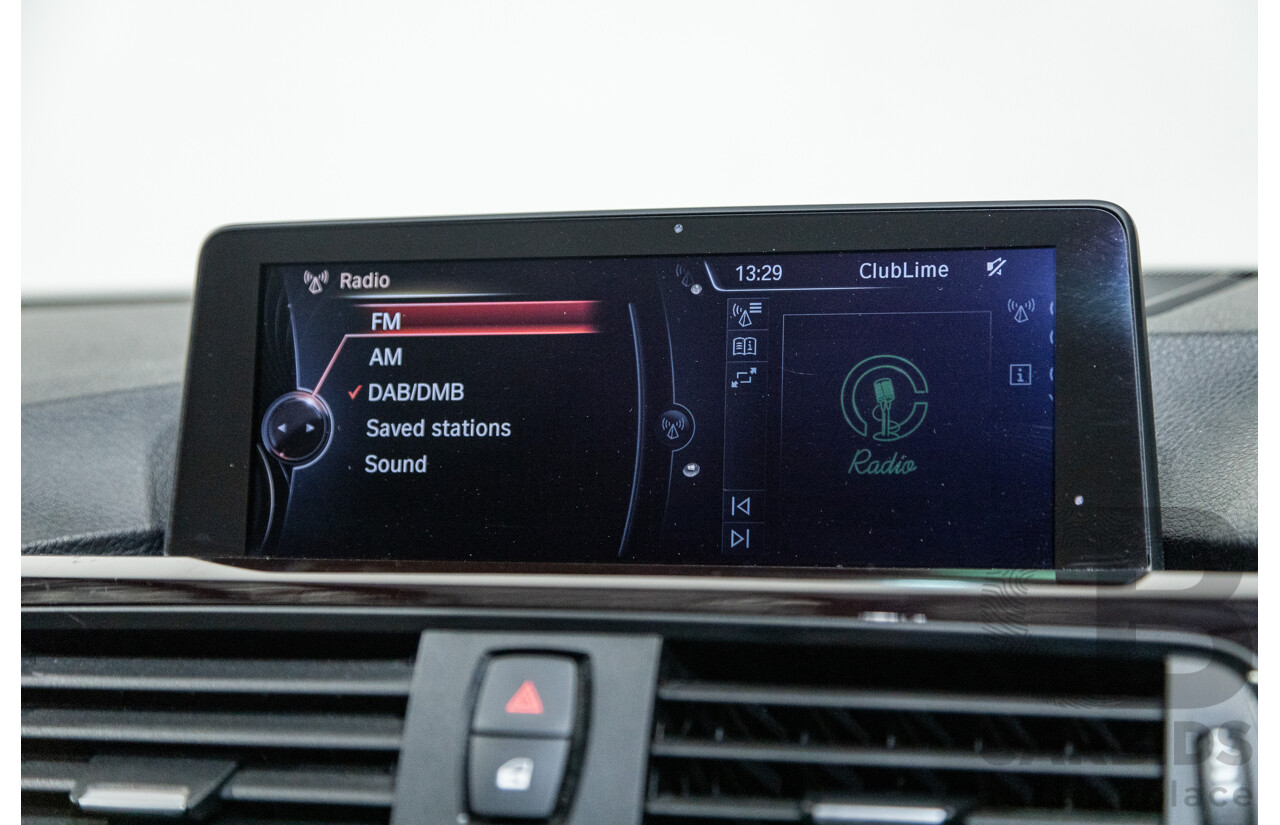 Radio
13:29 ClubLime
FM
AM
DAB/DMB
Saved stations
Sound
Radio